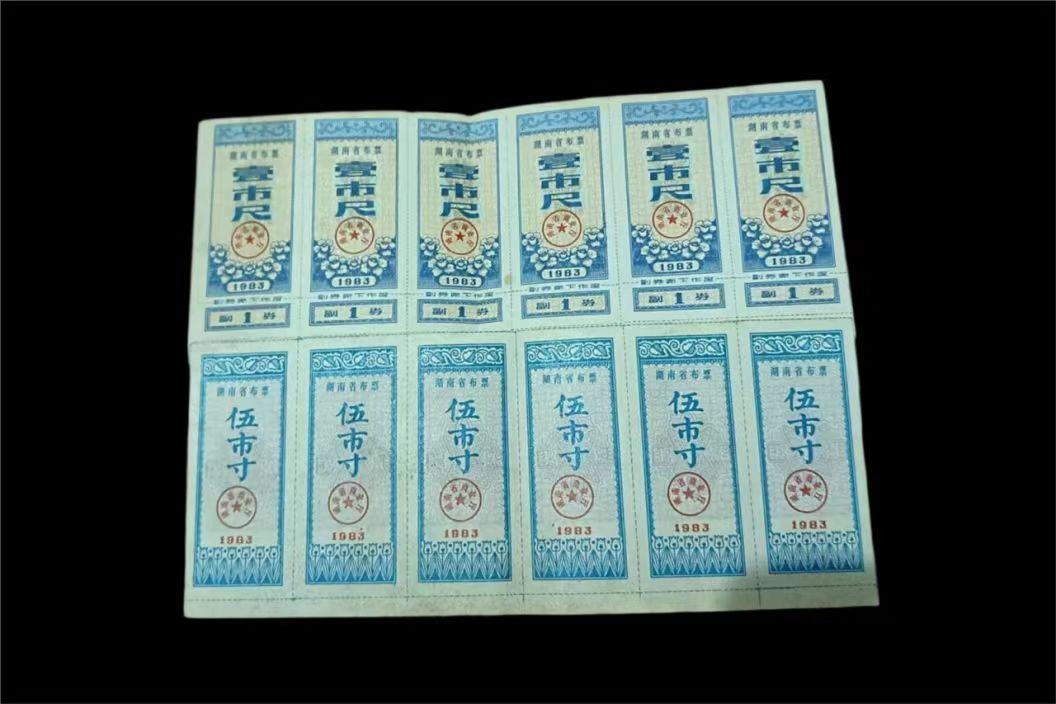 湖南省布票 湖南省布票 湖南省布票 湖南省布票 湖南省布票 湖南省布票
壹市尺 壹市尺 壹市尺 壹市尺 壹市尺 壹市尺
1983 1983 1983 1983 1983 1983
副券剪下作废 副券剪下作废 副券剪下作废 副券剪下作废 副券剪下作废 副券剪下作废
副1券 副1券 副1券 副1券 副1券 副1券
湖南省布票 湖南省布票 湖南省布票 湖南省布票 湖南省布票 湖南省布票
伍市寸 伍市寸 伍市寸 伍市寸 伍市寸 伍市寸
1983 1983 1983 1983 1983 1983